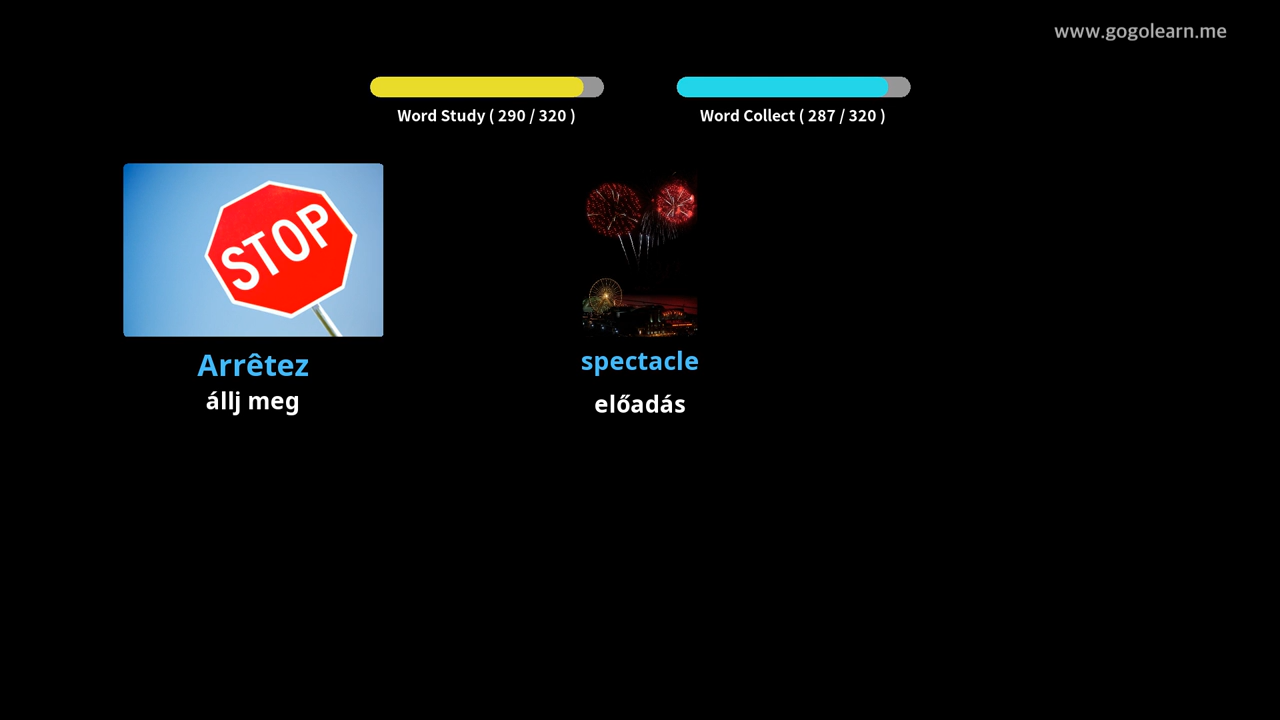 www.gogolearn.me
Word Study ( 290 / 320 )
Word Collect ( 287 / 320 )
STOP
Arrêtez
állj meg
spectacle
előadás